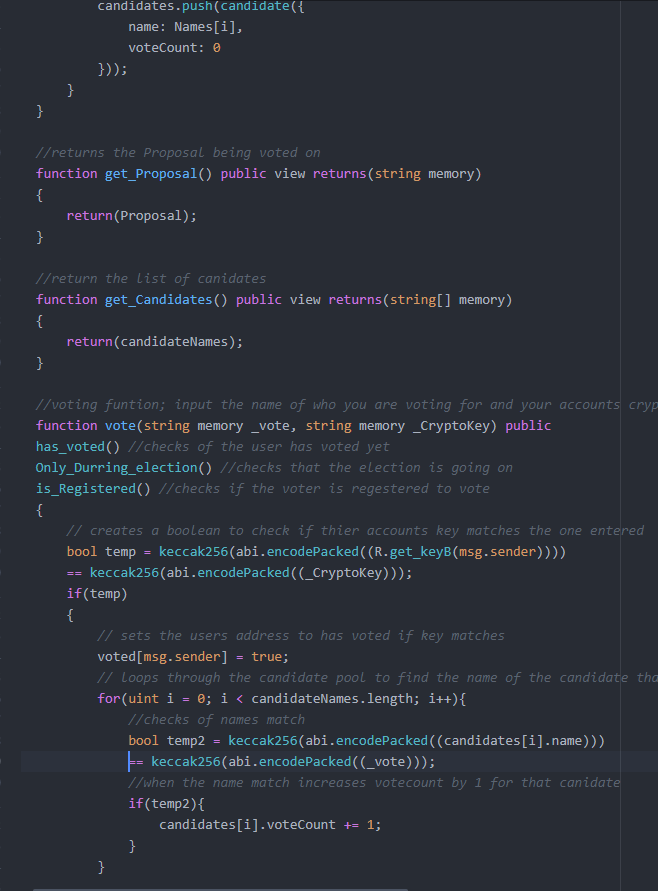 candidates.push(candidate({
name: Names[i],
voteCount: 0
}));
}
}
//returns the Proposal being voted on
function get_Proposal() public view returns(string memory)
{
return(Proposal);
}
//return the list of canidates
function get_Candidates() public view returns(string[] memory)
{
return(candidateNames);
}
//voting funtion; input the name of who you are voting for and your accounts cryp
function vote(string memory _vote, string memory _CryptoKey) public
has_voted() //checks of the user has voted yet
Only_Durring_election() //checks that the election is going on
is_Registered() //checks if the voter is regestered to vote
{
// creates a boolean to check if thier accounts key matches the one entered
bool temp = keccak256(abi.encodePacked((R.get_keyB(msg.sender))))
== keccak256(abi.encodePacked((_CryptoKey)));
if(temp)
{
// sets the users address to has voted if key matches
voted[msg.sender] = true;
// loops through the candidate pool to find the name of the candidate tha
for(uint i = 0; i < candidateNames.length; i++){
//checks of names match
bool temp2 = keccak256(abi.encodePacked((candidates[i].name)))
== keccak256(abi.encodePacked((_vote)));
//when the name match increases votecount by 1 for that canidate
if(temp2){
candidates[i].voteCount += 1;
}
}